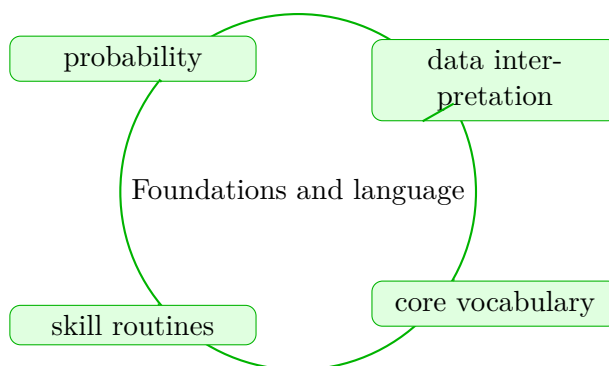 probability
data inter-
pretation
Foundations and language
core vocabulary
skill routines